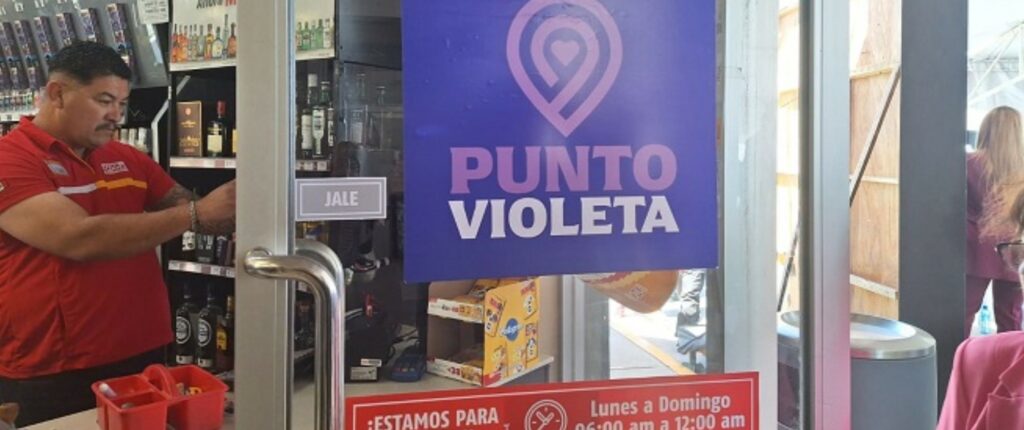 PUNTO
VIOLETA
JALE
¡ESTAMOS PARA
Lunes a Domingo
06:00 am a 12:00 am